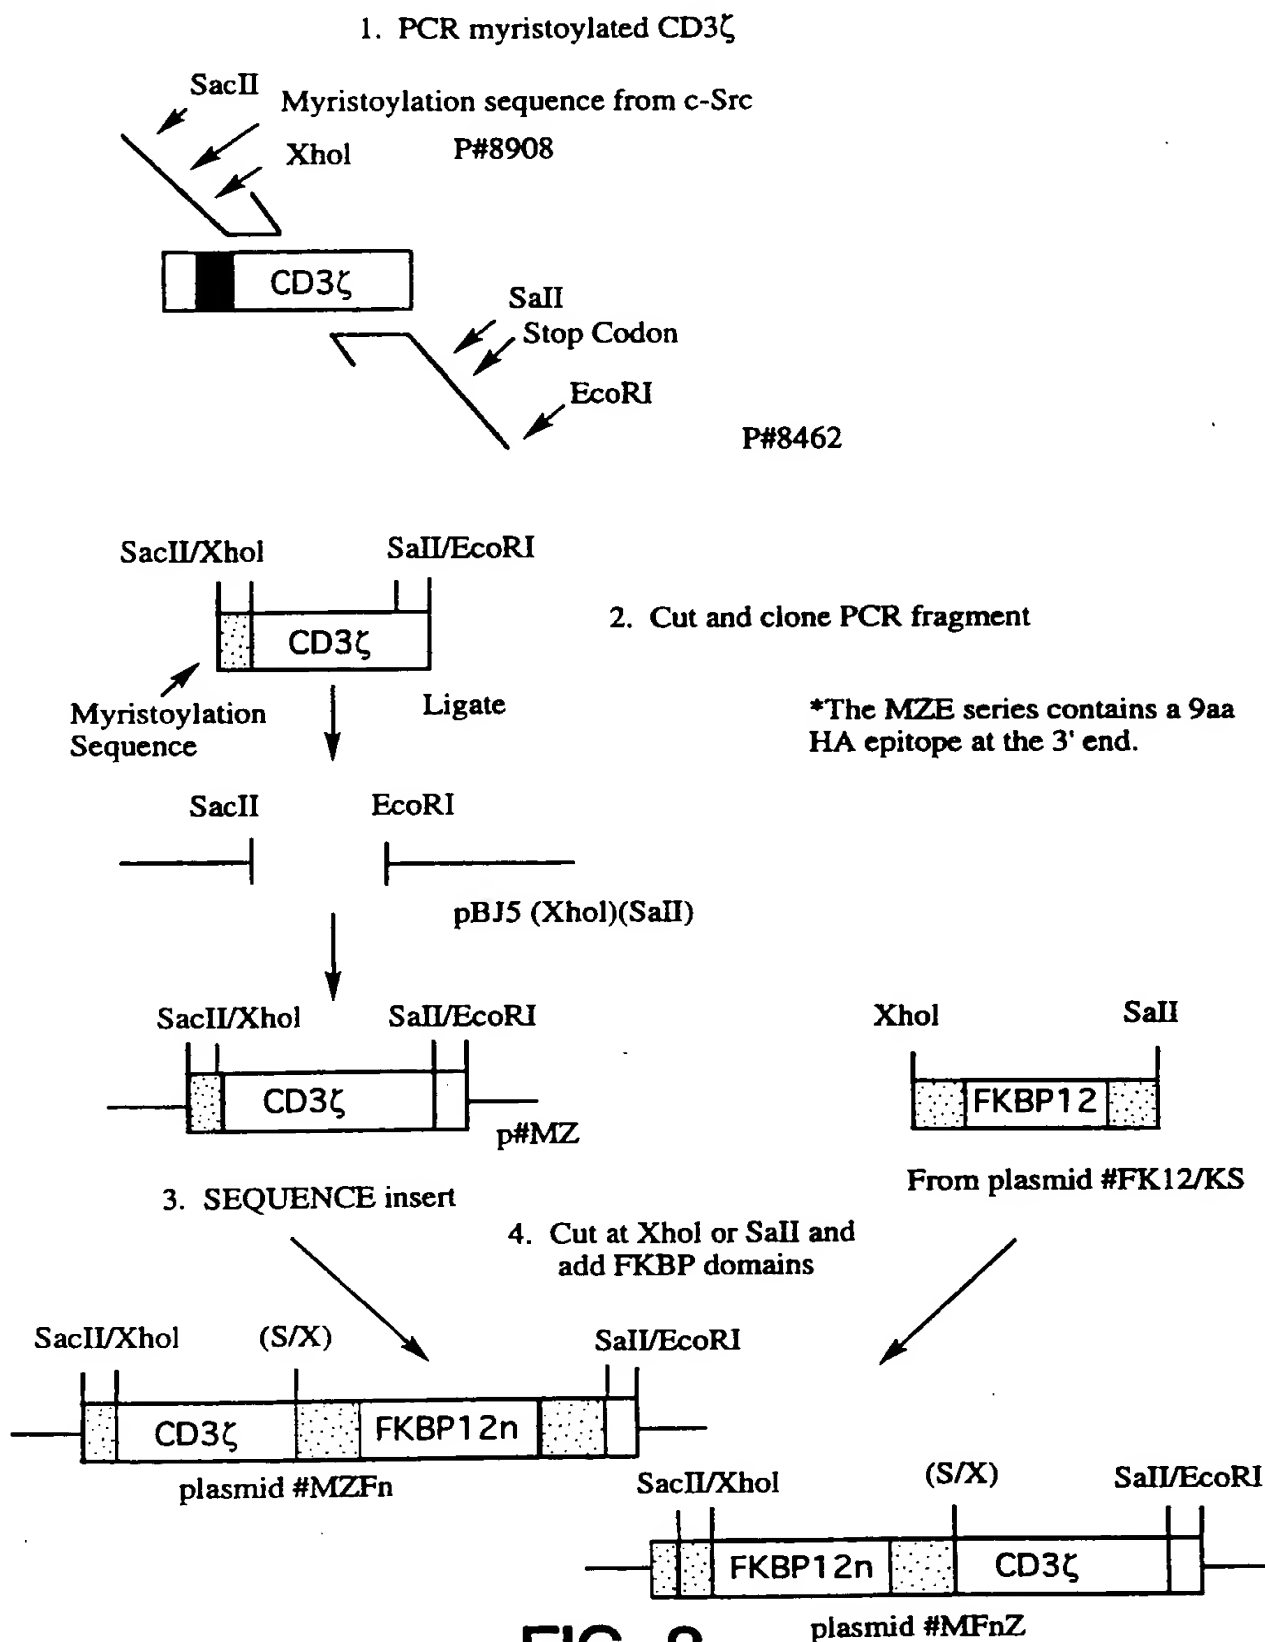 1. PCR myristoylated CD3ζ
SacII
Myristoylation sequence from c-Src
XhoI
P#8908
CD3ζ
SalI
Stop Codon
EcoRI
P#8462
SacII/XhoI
SalI/EcoRI
2. Cut and clone PCR fragment
CD3ζ
Myristoylation
Sequence
Ligate
*The MZE series contains a 9aa
HA epitope at the 3' end.
SacII
EcoRI
pBJ5 (XhoI)(SalI)
SacII/XhoI
SalI/EcoRI
XhoI
SalI
CD3ζ
FKBP12
p#MZ
From plasmid #FK12/KS
3. SEQUENCE insert
4. Cut at XhoI or SalI and
add FKBP domains
SacII/XhoI
(S/X)
SalI/EcoRI
CD3ζ
FKBP12n
plasmid #MZFn
SacII/XhoI
(S/X)
SalI/EcoRI
FKBP12n
CD3ζ
plasmid #MFnZ